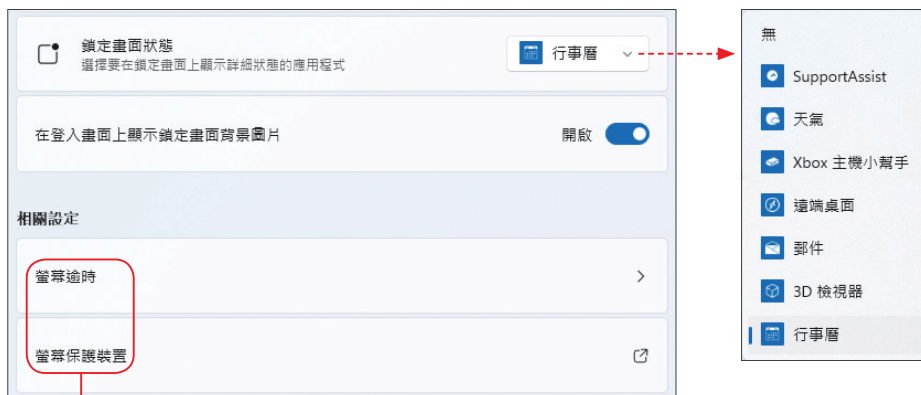 鎖定畫面狀態
選擇要在鎖定畫面上顯示詳細狀態的應用程式
行事曆
在登入畫面上顯示鎖定畫面背景圖片
開啟
相關設定
螢幕逾時
螢幕保護裝置
無
SupportAssist
天氣
Xbox 主機小幫手
遠端桌面
郵件
3D 檢視器
行事曆